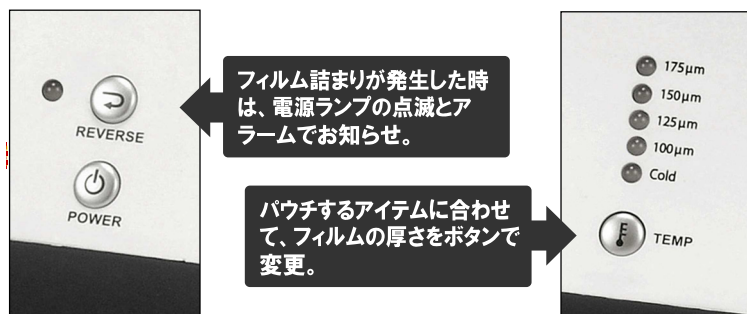 REVERSE
POWER
フィルム詰まりが発生した時
は、電源ランプの点滅とア
ラームでお知らせ。
パウチするアイテムに合わせ
て、フィルムの厚さをボタンで
変更。
175µm
150µm
125µm
100µm
Cold
TEMP